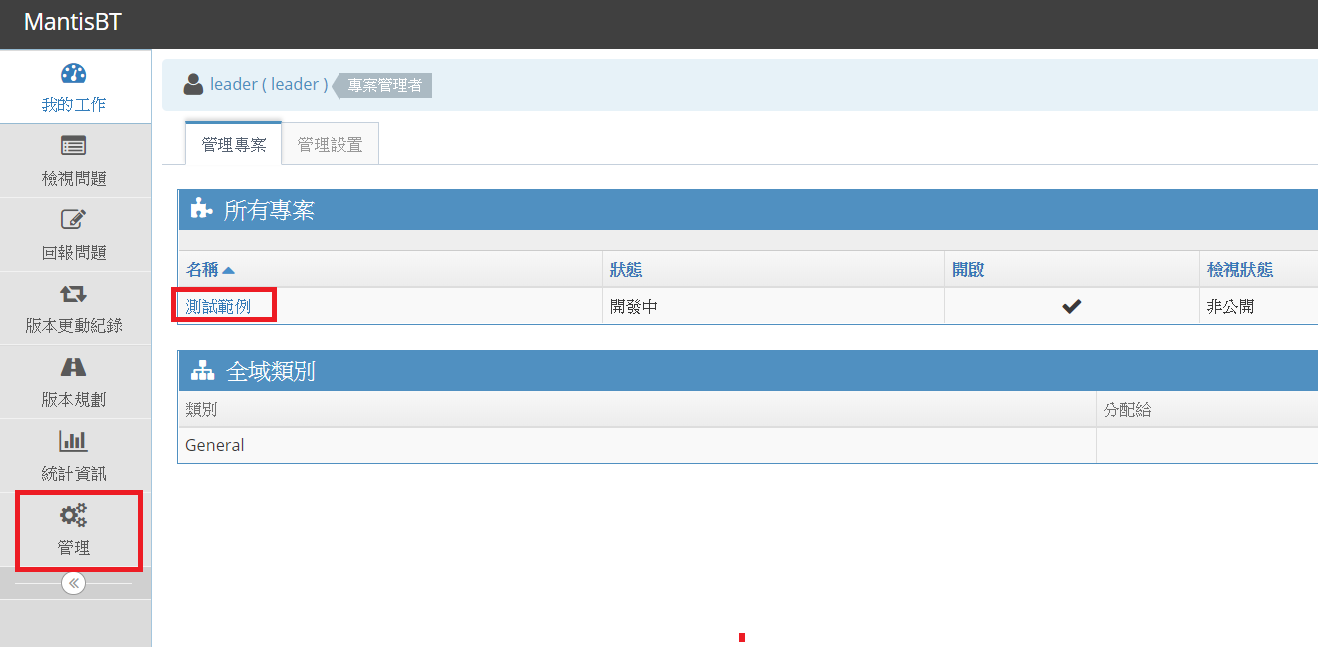 MantisBT
我的工作
檢視問題
回報問題
版本更動紀錄
版本規劃
統計資訊
管理
leader ( leader ) 專案管理者
管理專案 管理設置
所有專案
名稱 狀態 開啟 檢視狀態
測試範例 開發中 非公開
全域類別
類別 分配給
General